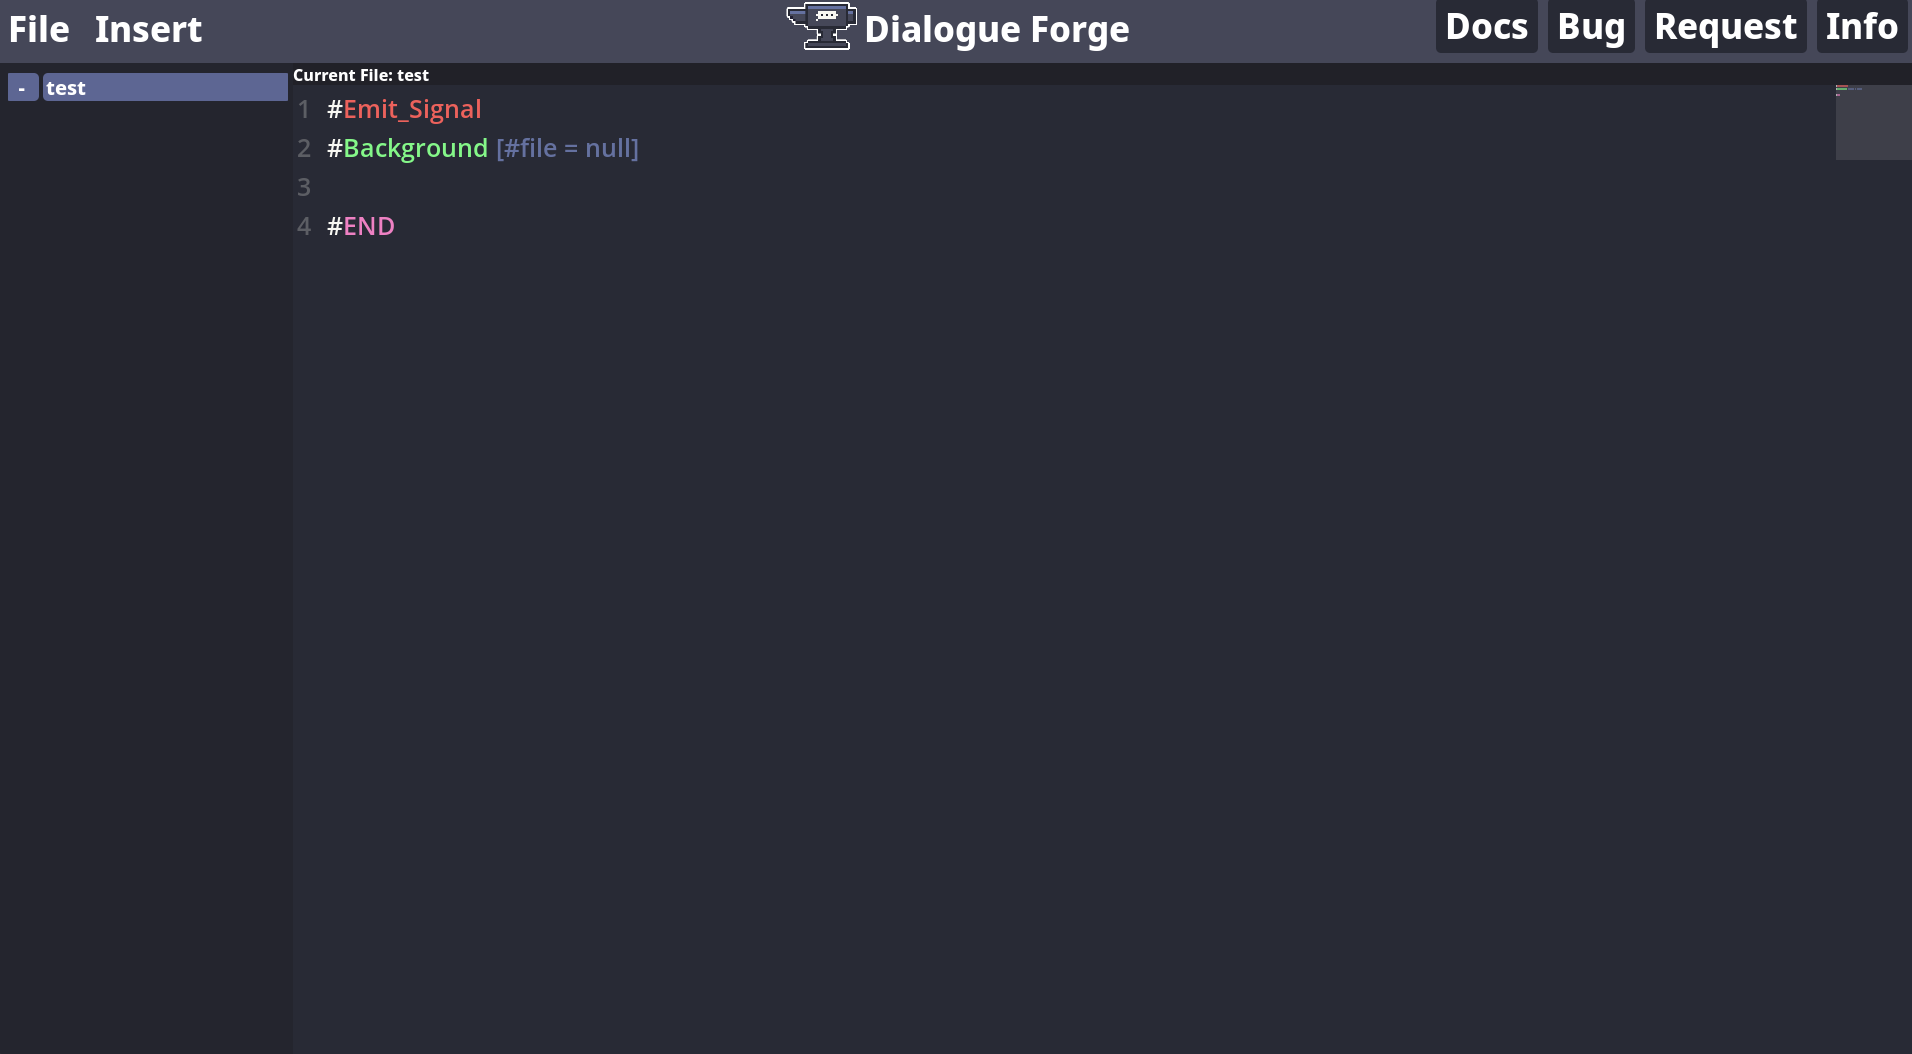 File Insert Dialogue Forge Docs Bug Request Info
- test
Current File: test
1 #Emit_Signal
2 #Background [#file = null]
3
4 #END